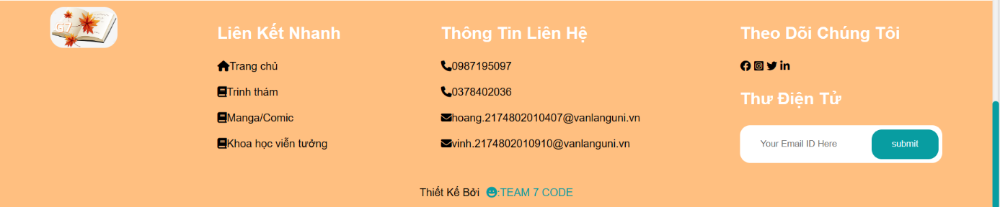 G7
Liên Kết Nhanh
Trang chủ
Trinh thám
Manga/Comic
Khoa học viễn tưởng
Thông Tin Liên Hệ
0987195097
0378402036
hoang.2174802010407@vanlanguni.vn
vinh.2174802010910@vanlanguni.vn
Theo Dõi Chúng Tôi
Thư Điện Tử
Your Email ID Here
submit
Thiết Kế Bởi :TEAM 7 CODE